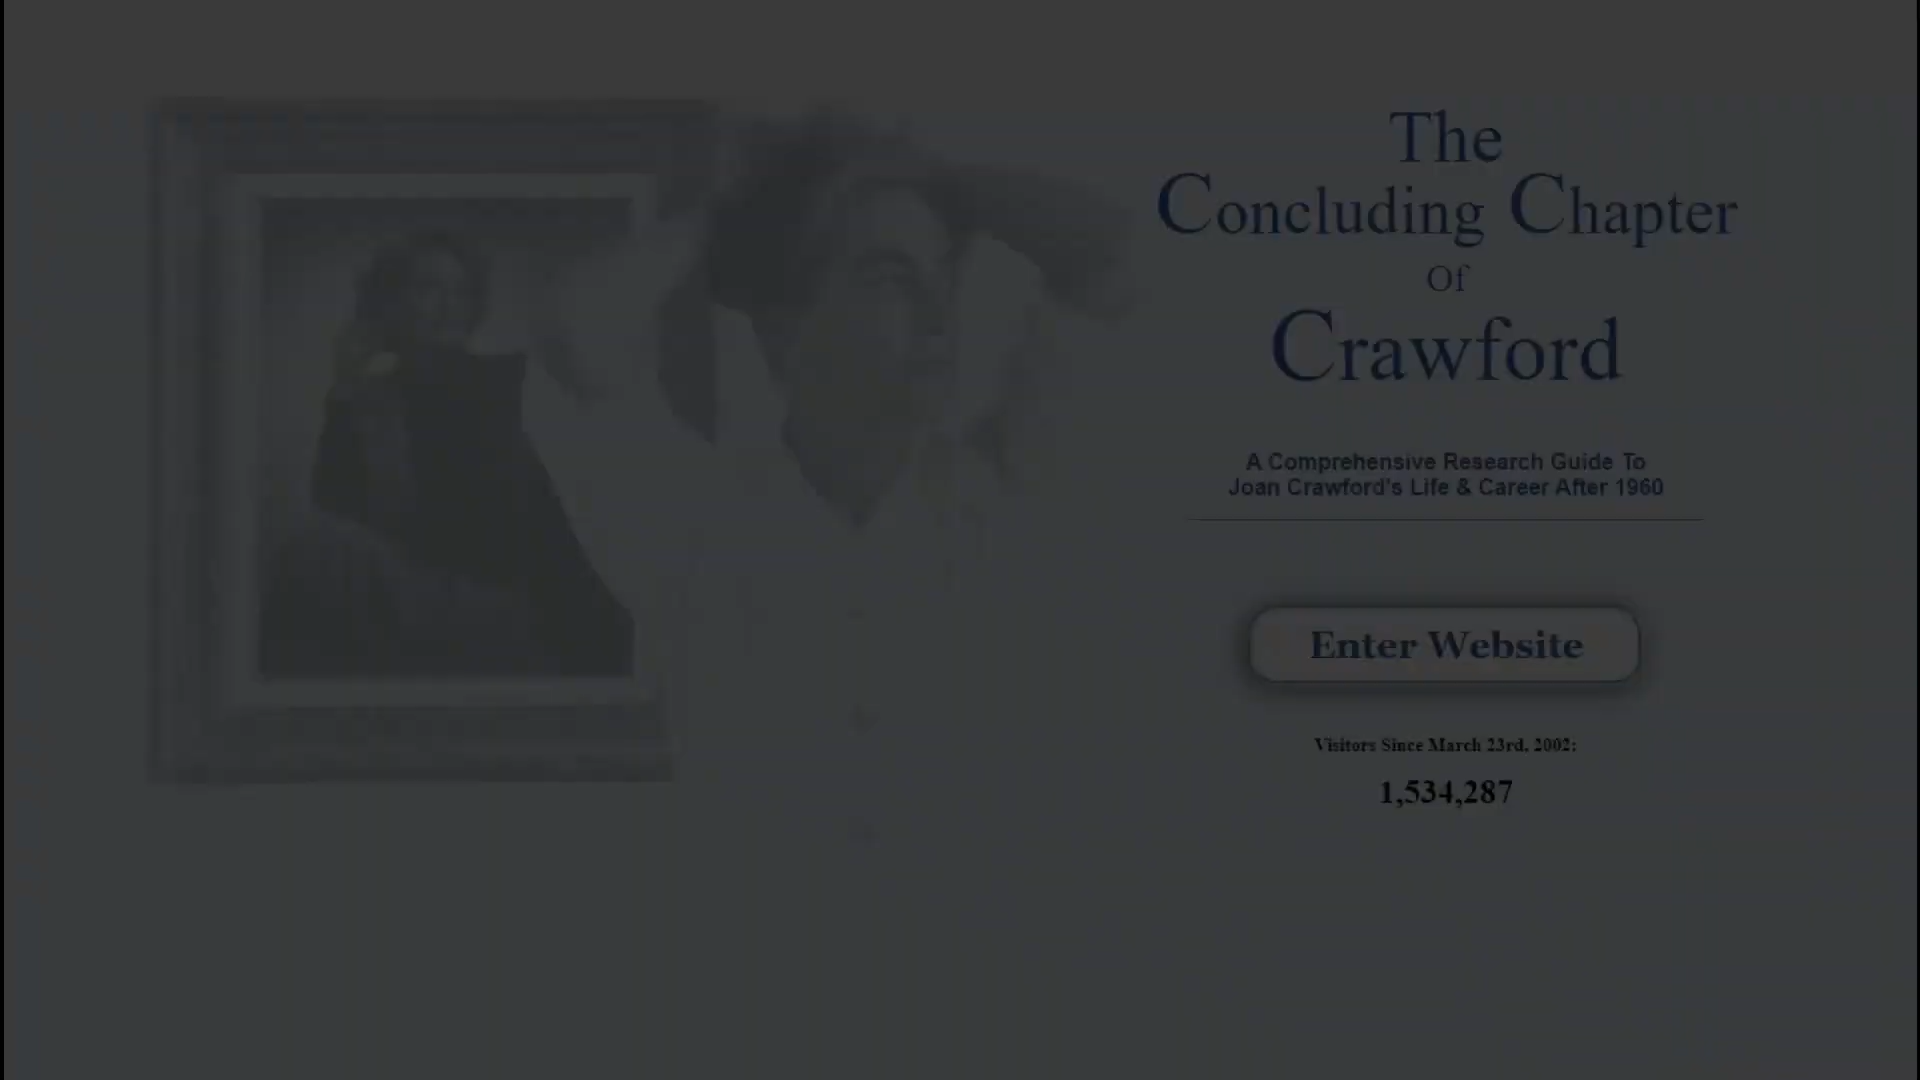 The
Concluding Chapter
Of
Crawford
A Comprehensive Research Guide To
Joan Crawford's Life & Career After 1960
Enter Website
Visitors Since March 23rd, 2002:
1,534,287